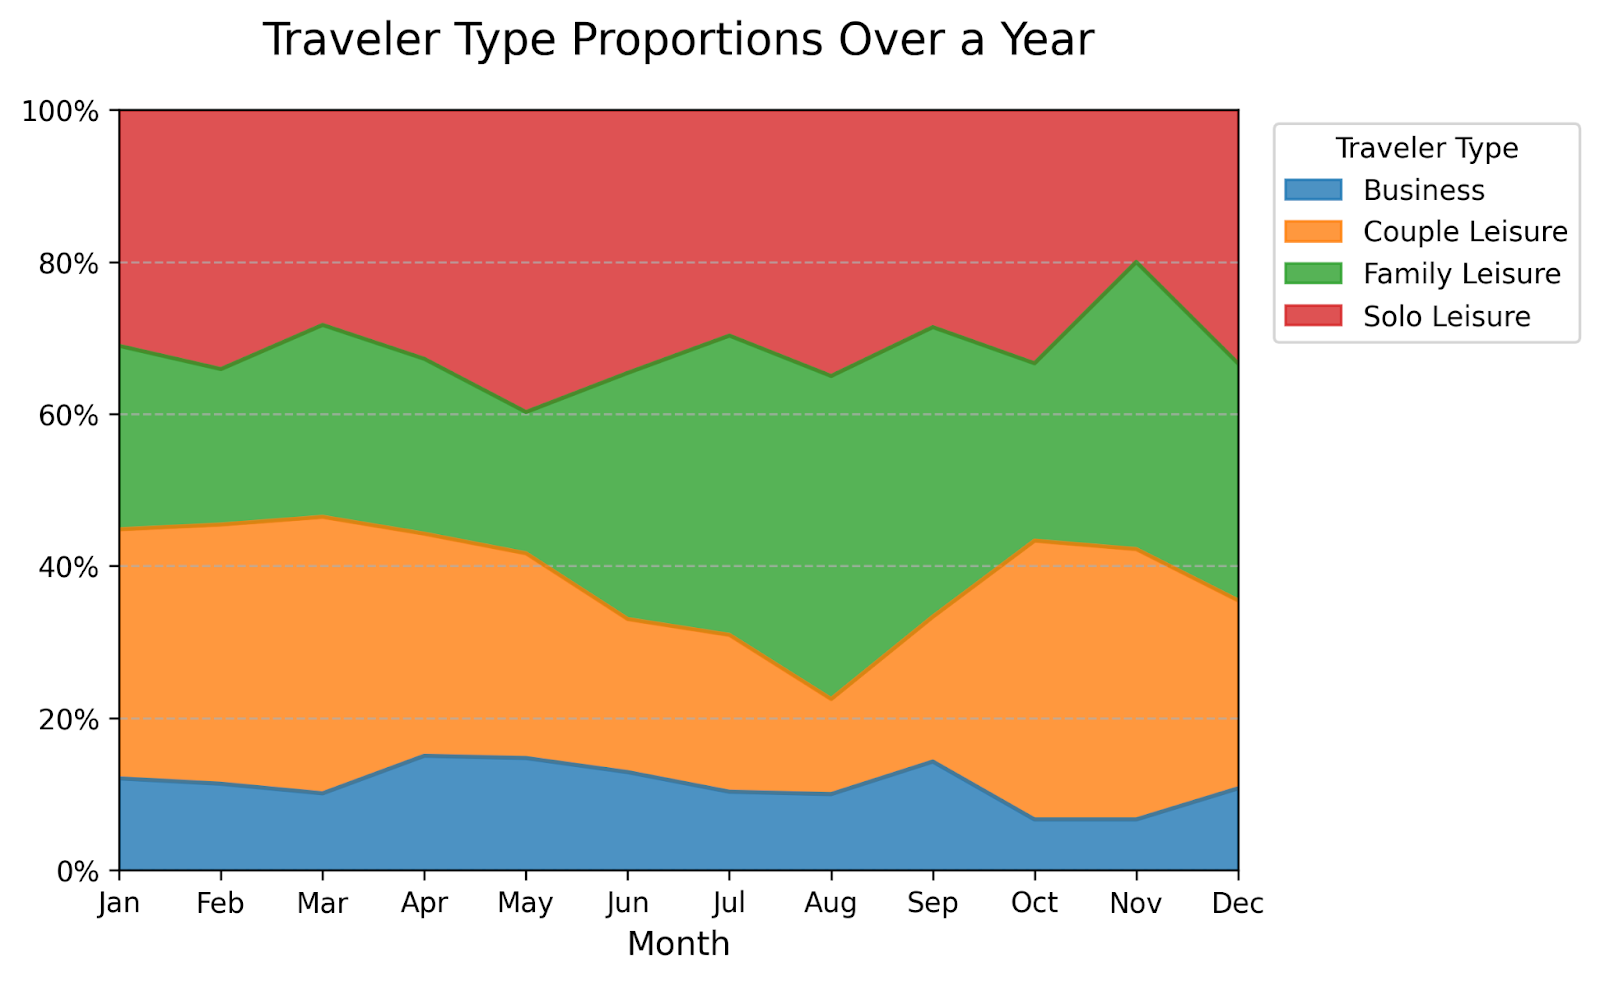 Traveler Type Proportions Over a Year
100%
80%
60%
40%
20%
0%
Jan Feb Mar Apr May Jun Jul Aug Sep Oct Nov Dec
Month
Traveler Type
Business
Couple Leisure
Family Leisure
Solo Leisure